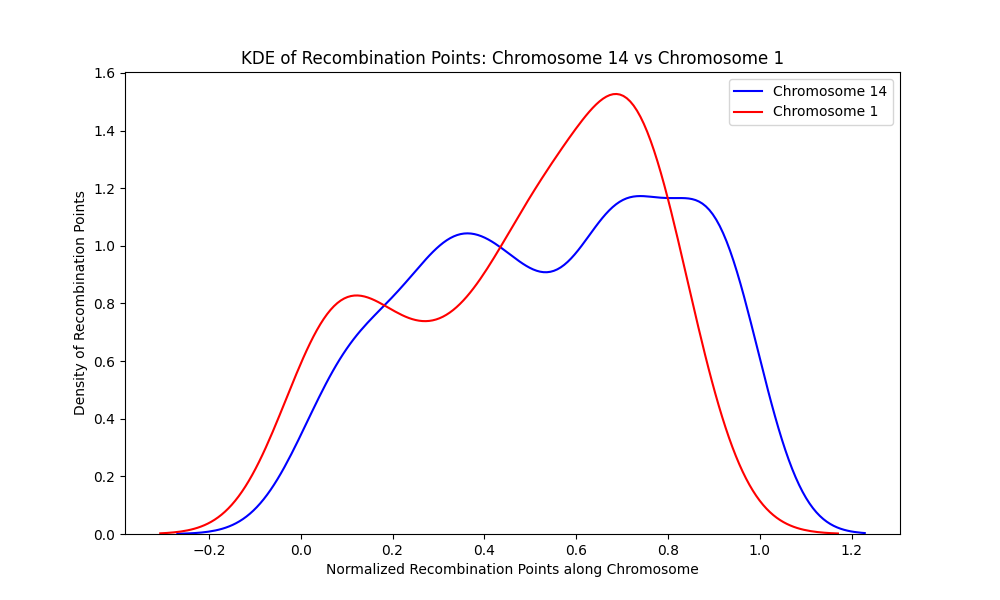 KDE of Recombination Points: Chromosome 14 vs Chromosome 1
Chromosome 14
Chromosome 1
Density of Recombination Points
1.6
1.4
1.2
1.0
0.8
0.6
0.4
0.2
0.0
−0.2 0.0 0.2 0.4 0.6 0.8 1.0 1.2
Normalized Recombination Points along Chromosome